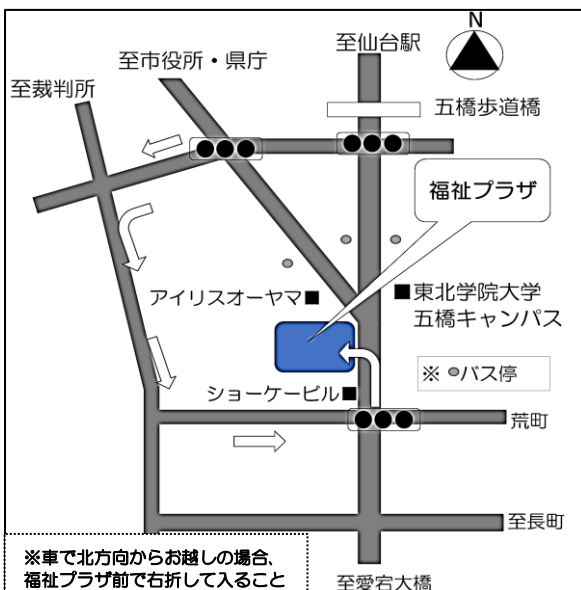 N
至仙台駅
至市役所・県庁
至裁判所
五橋歩道橋
福祉プラザ
アイリスオーヤマ■
■東北学院大学
五橋キャンパス
※ ●バス停
ショーケービル■
荒町
至長町
※車で北方向からお越しの場合、
福祉プラザ前で右折して入ること
至愛宕大橋